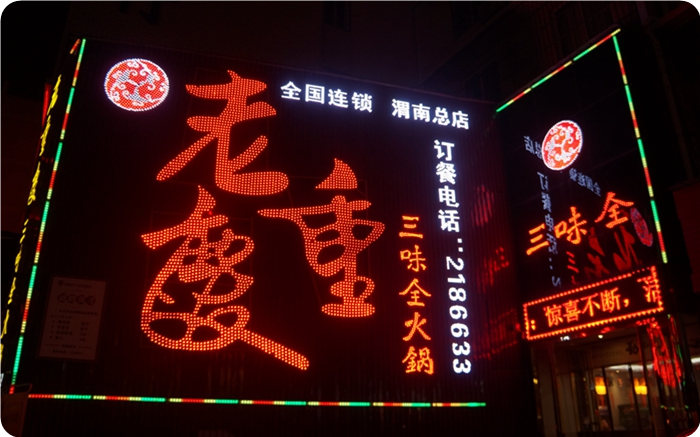 全国连锁 渭南总店
老重慶
三味全火锅
订餐电话:2186633
三味全
惊喜不断,